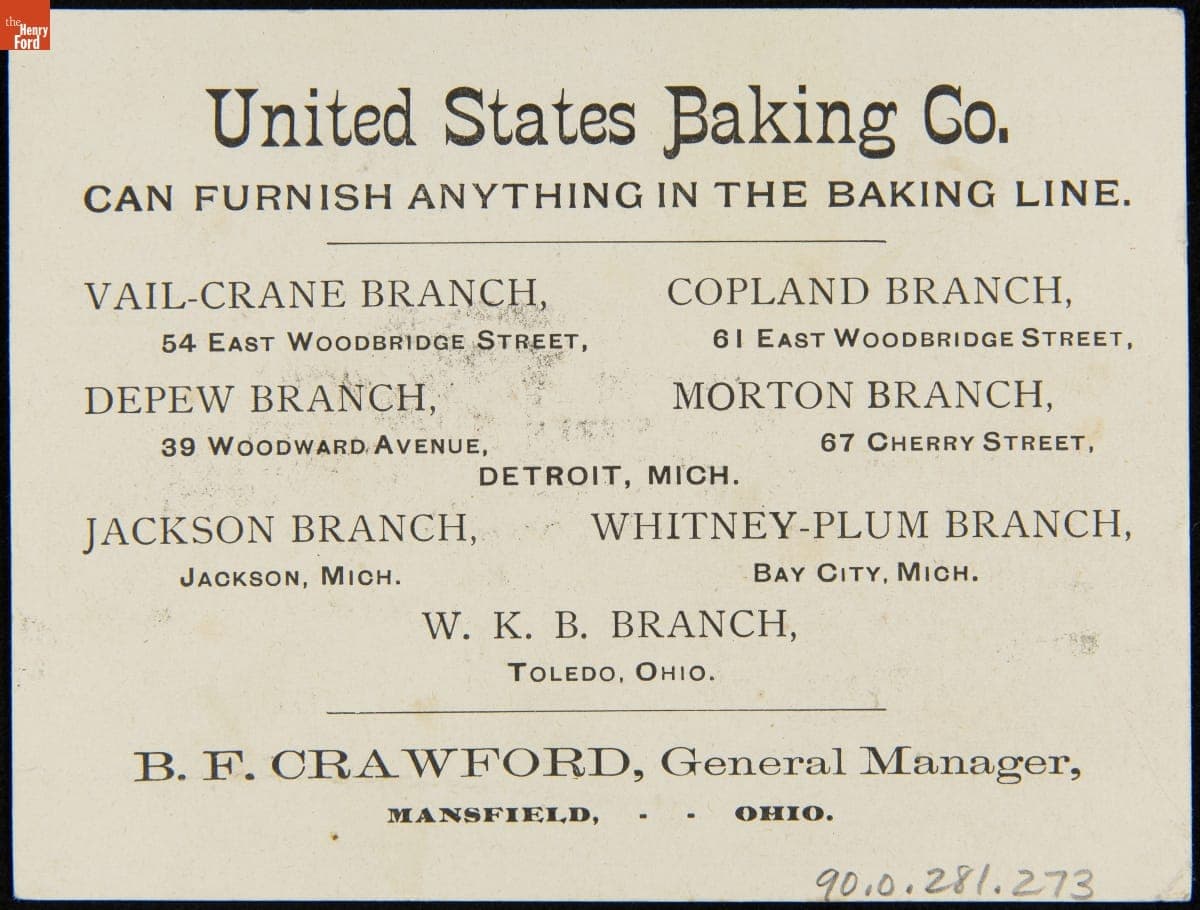 the
Henry
Ford
United States Baking Co.
CAN FURNISH ANYTHING IN THE BAKING LINE.
VAIL-CRANE BRANCH,
54 EAST WOODBRIDGE STREET,
COPLAND BRANCH,
61 EAST WOODBRIDGE STREET,
DEPEW BRANCH,
39 WOODWARD AVENUE,
MORTON BRANCH,
67 CHERRY STREET,
DETROIT, MICH.
JACKSON BRANCH,
JACKSON, MICH.
WHITNEY-PLUM BRANCH,
BAY CITY, MICH.
W. K. B. BRANCH,
TOLEDO, OHIO.
B. F. CRAWFORD, General Manager,
MANSFIELD, - - OHIO.
90.0.281.273